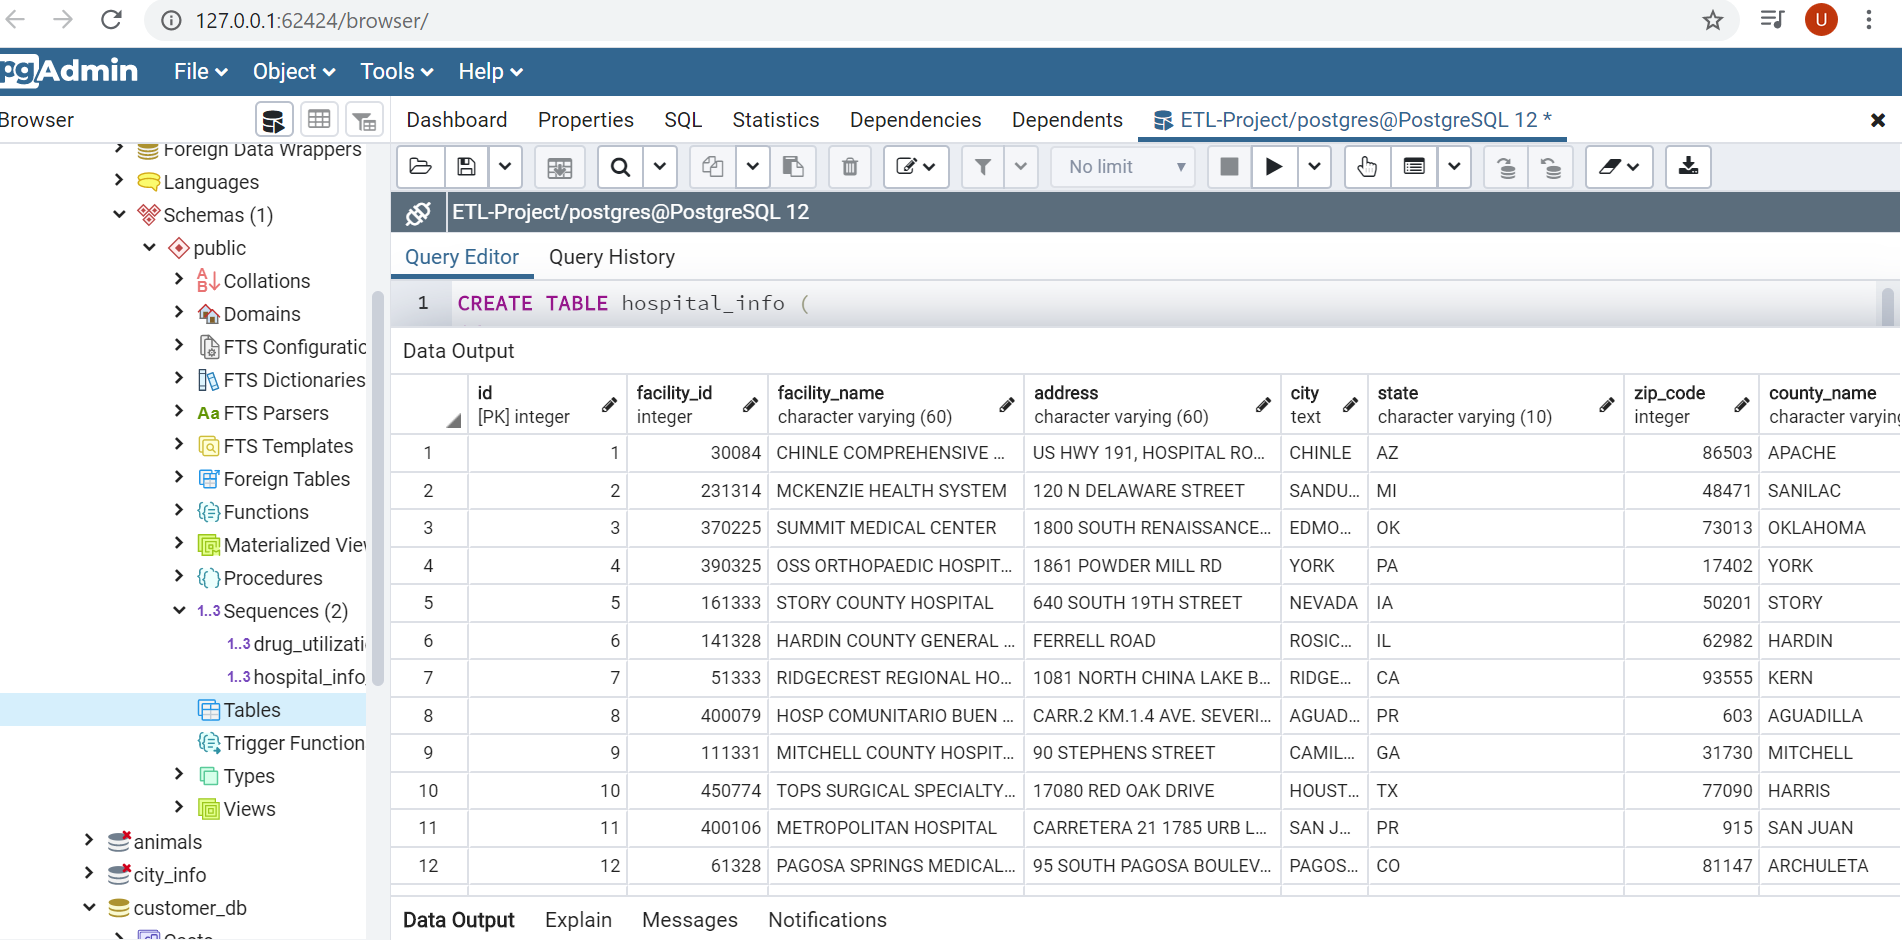 127.0.0.1:62424/browser/
U
pgAdmin File Object Tools Help
Browser
Dashboard Properties SQL Statistics Dependencies Dependents ETL-Project/postgres@PostgreSQL 12 *
Foreign Data Wrappers
Languages
Schemas (1)
public
Collations
Domains
FTS Configuratio
FTS Dictionaries
Aa FTS Parsers
FTS Templates
Foreign Tables
Functions
Materialized Vie
Procedures
1..3 Sequences (2)
1..3 drug_utilizati
1..3 hospital_info_
Tables
Trigger Function
Types
Views
animals
city_info
customer_db
No limit
ETL-Project/postgres@PostgreSQL 12
Query Editor Query History
1 CREATE TABLE hospital_info (
Data Output
id facility_id facility_name address city state zip_code county_name
[PK] integer integer character varying (60) character varying (60) text character varying (10) integer character varying
1 1 30084 CHINLE COMPREHENSIVE ... US HWY 191, HOSPITAL RO... CHINLE AZ 86503 APACHE
2 2 231314 MCKENZIE HEALTH SYSTEM 120 N DELAWARE STREET SANDU... MI 48471 SANILAC
3 3 370225 SUMMIT MEDICAL CENTER 1800 SOUTH RENAISSANCE... EDMO... OK 73013 OKLAHOMA
4 4 390325 OSS ORTHOPAEDIC HOSPIT... 1861 POWDER MILL RD YORK PA 17402 YORK
5 5 161333 STORY COUNTY HOSPITAL 640 SOUTH 19TH STREET NEVADA IA 50201 STORY
6 6 141328 HARDIN COUNTY GENERAL ... FERRELL ROAD ROSIC... IL 62982 HARDIN
7 7 51333 RIDGECREST REGIONAL HO... 1081 NORTH CHINA LAKE B... RIDGE... CA 93555 KERN
8 8 400079 HOSP COMUNITARIO BUEN ... CARR.2 KM.1.4 AVE. SEVERI... AGUAD... PR 603 AGUADILLA
9 9 111331 MITCHELL COUNTY HOSPIT... 90 STEPHENS STREET CAMIL... GA 31730 MITCHELL
10 10 450774 TOPS SURGICAL SPECIALTY... 17080 RED OAK DRIVE HOUST... TX 77090 HARRIS
11 11 400106 METROPOLITAN HOSPITAL CARRETERA 21 1785 URB L... SAN J... PR 915 SAN JUAN
12 12 61328 PAGOSA SPRINGS MEDICAL... 95 SOUTH PAGOSA BOULEV... PAGOS... CO 81147 ARCHULETA
Data Output Explain Messages Notifications